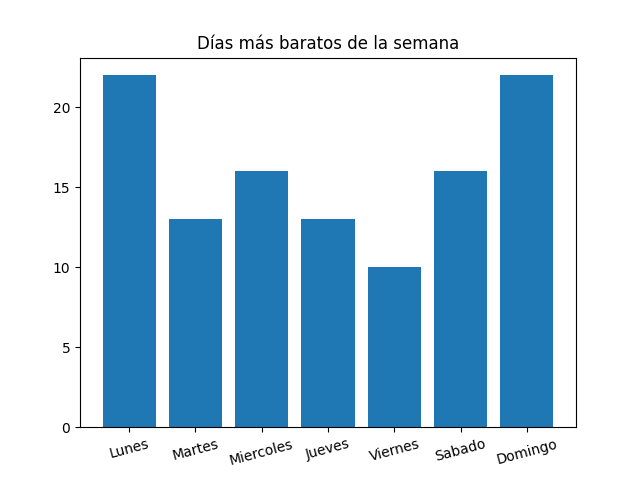 Días más baratos de la semana
20
15
10
5
0
Lunes
Martes
Miercoles
Jueves
Viernes
Sabado
Domingo